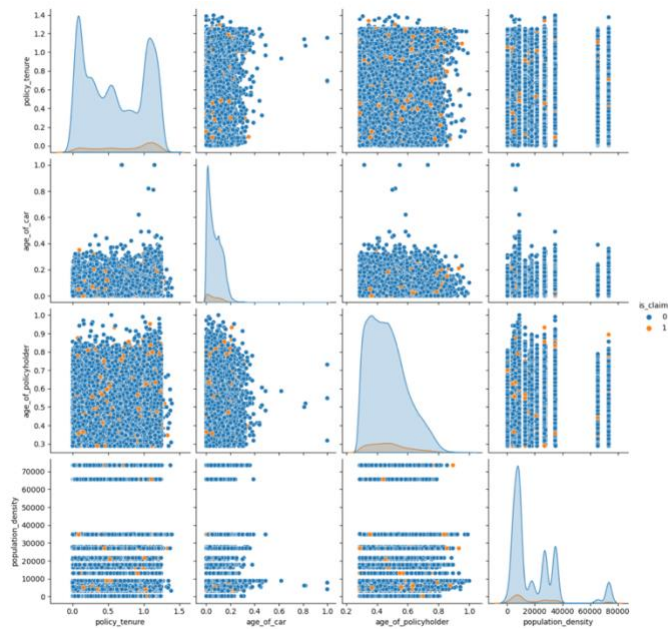 policy_tenure
1.4
1.2
1.0
0.8
0.6
0.4
0.2
0.0
age_of_car
1.0
0.8
0.6
0.4
0.2
0.0
is_claim
0
1
age_of_policyholder
1.0
0.9
0.8
0.7
0.6
0.5
0.4
0.3
population_density
70000
60000
50000
40000
30000
20000
10000
0
0.0 0.5 1.0 1.5
policy_tenure
0.0 0.2 0.4 0.6 0.8 1.0
age_of_car
0.2 0.4 0.6 0.8 1.0
age_of_policyholder
0 20000 40000 60000 80000
population_density